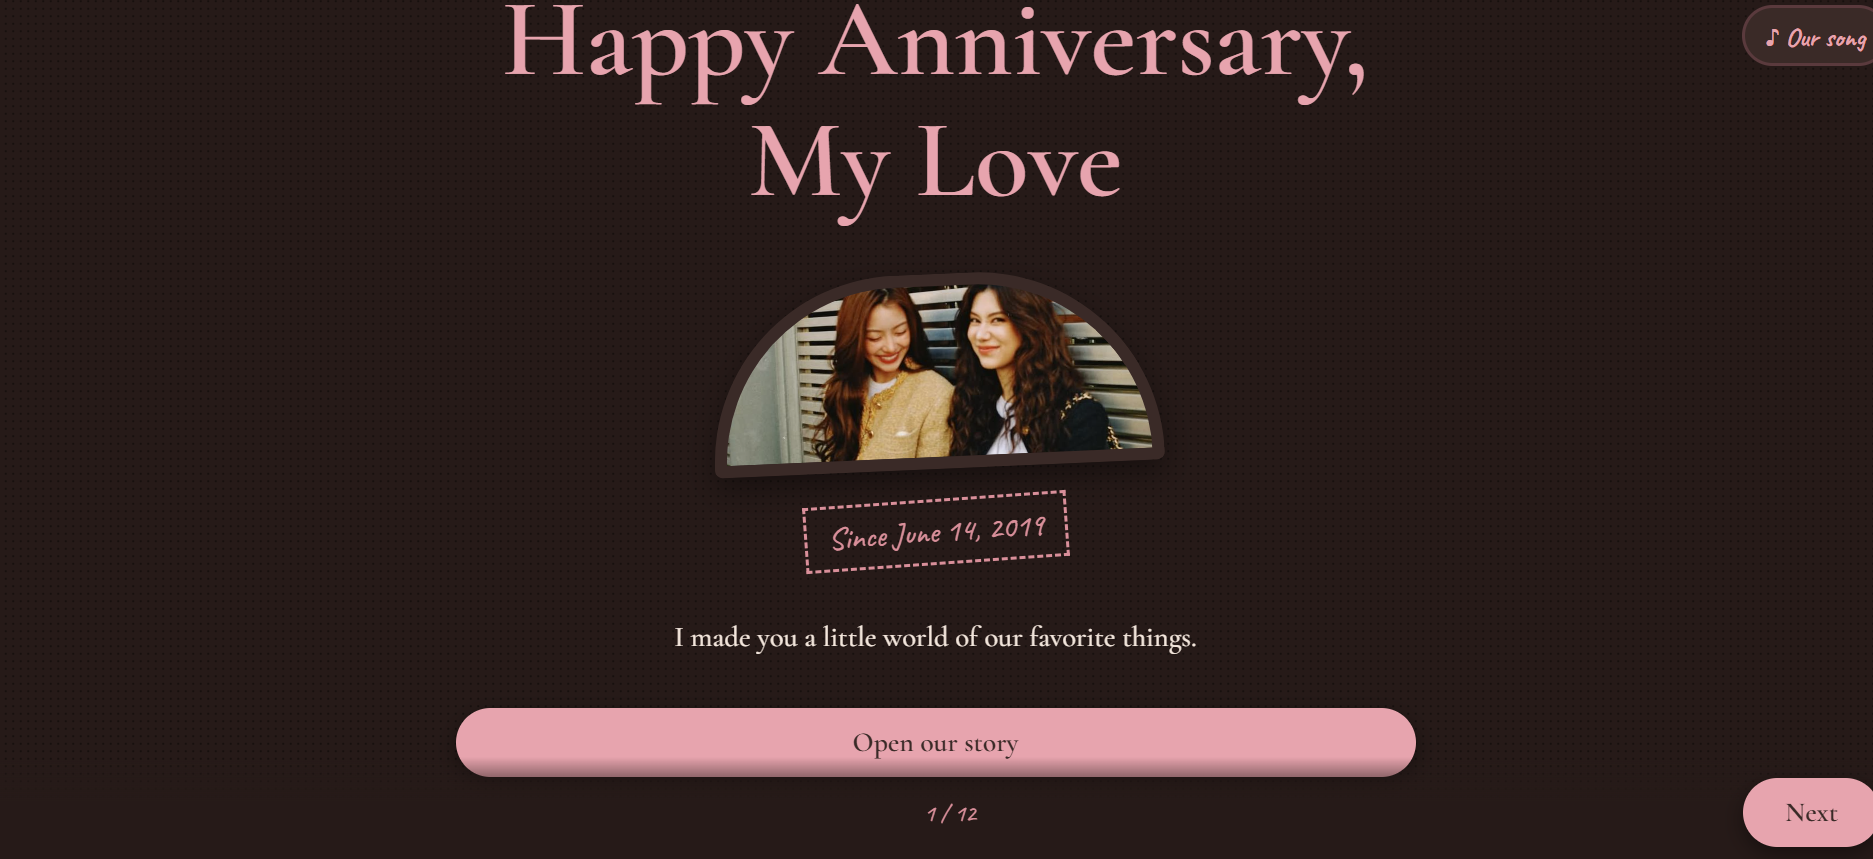 Happy Anniversary,
My Love
♪ Our song
Since June 14, 2019
I made you a little world of our favorite things.
Open our story
1 / 12
Next